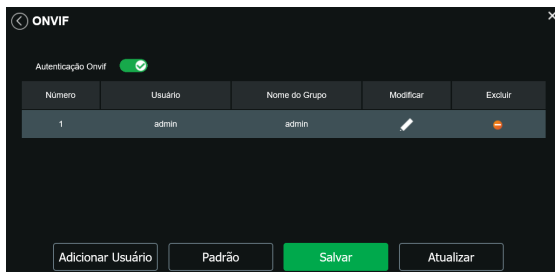 ONVIF
Autenticação Onvif
Número Usuário Nome do Grupo Modificar Excluir
1 admin admin
Adicionar Usuário Padrão Salvar Atualizar